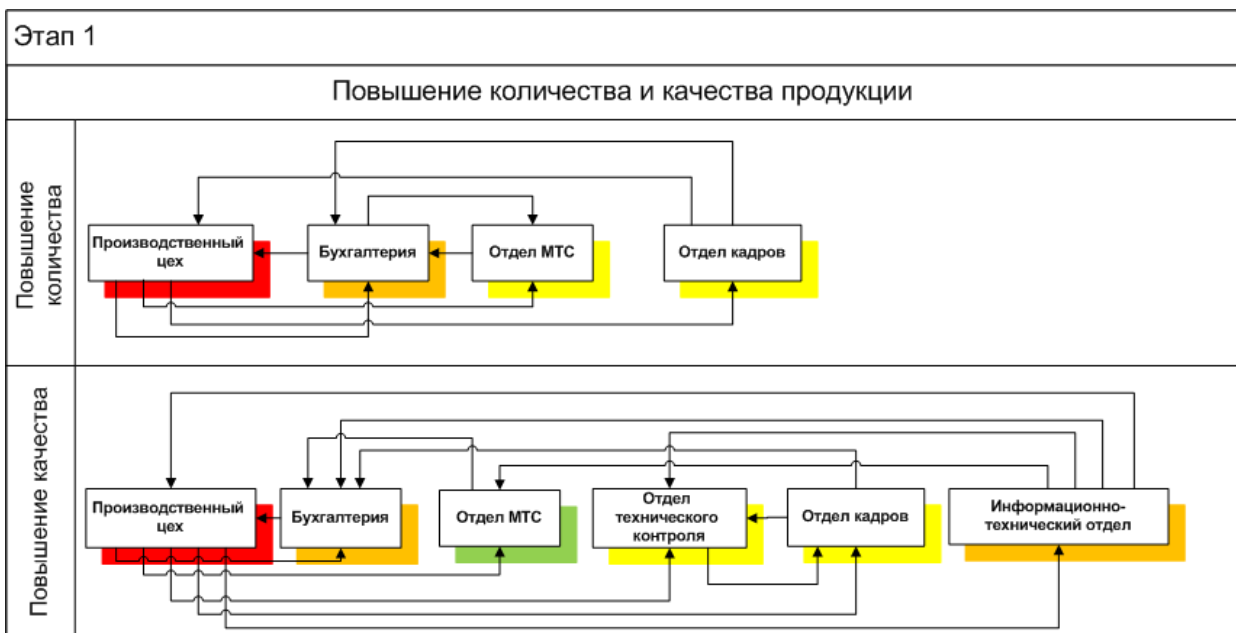 Этап 1
Повышение количества и качества продукции
Повышение
количества
Производственный
цех
Бухгалтерия
Отдел МТС
Отдел кадров
Повышение качества
Производственный
цех
Бухгалтерия
Отдел МТС
Отдел
технического
контроля
Отдел кадров
Информационно-
технический отдел